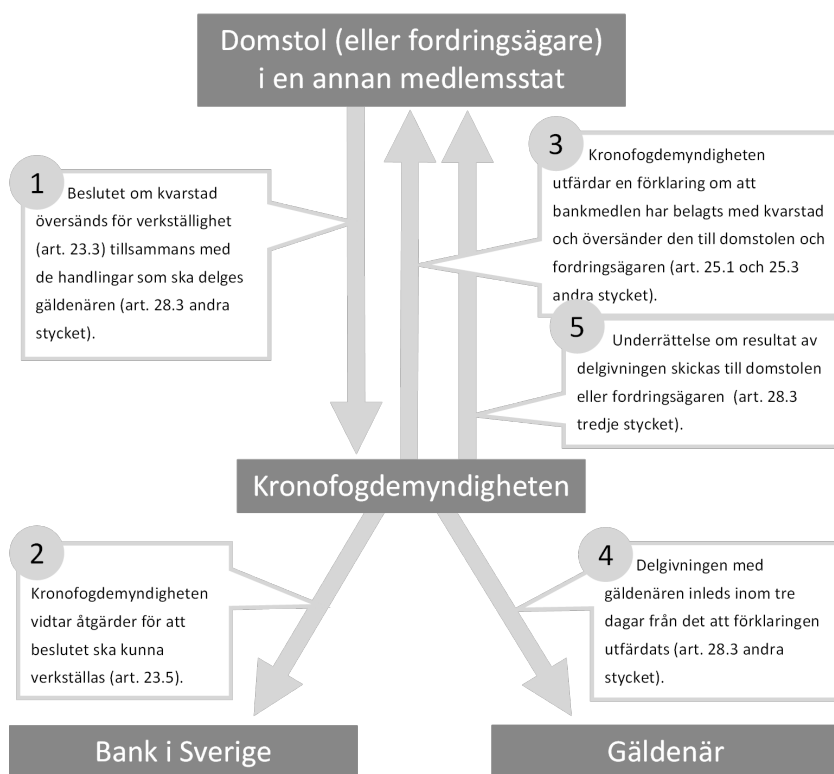 Domstol (eller fordringsägare)
i en annan medlemsstat
1
Beslutet om kvarstad
översänds för verkställighet
(art. 23.3) tillsammans med
de handlingar som ska delges
gäldenären (art. 28.3 andra
stycket).
3
Kronofogdemyndigheten
utfärdar en förklaring om att
bankmedlen har belagts med kvarstad
och översänder den till domstolen och
fordringsägaren (art. 25.1 och 25.3
andra stycket).
5
Underrättelse om resultat av
delgivningen skickas till domstolen
eller fordringsägaren (art. 28.3
tredje stycket).
Kronofogdemyndigheten
2
Kronofogdemyndigheten
vidtar åtgärder för att
beslutet ska kunna
verkställas (art. 23.5).
4
Delgivningen med
gäldenären inleds inom tre
dagar från det att förklaringen
utfärdats (art. 28.3 andra
stycket).
Bank i Sverige
Gäldenär